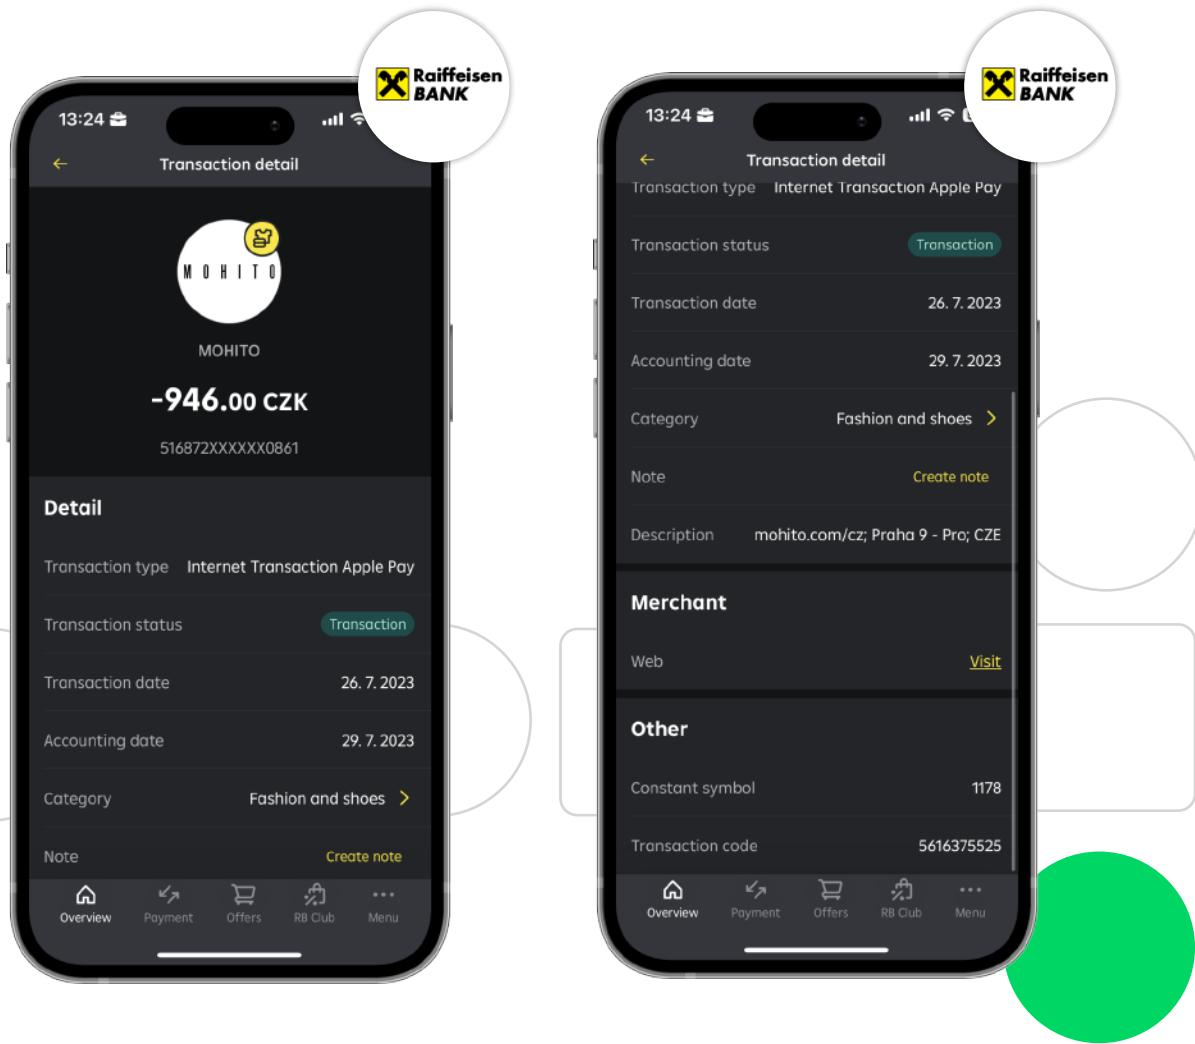 Raiffeisen
BANK
13:24
Transaction detail
MOHITO
MOHITO
-946.00 CZK
516872XXXXXX0861
Detail
Transaction type Internet Transaction Apple Pay
Transaction status Transaction
Transaction date 26. 7. 2023
Accounting date 29. 7. 2023
Category Fashion and shoes
Note Create note
Overview Payment Offers RB Club Menu
Raiffeisen
BANK
13:24
Transaction detail
Transaction type Internet Transaction Apple Pay
Transaction status Transaction
Transaction date 26. 7. 2023
Accounting date 29. 7. 2023
Category Fashion and shoes
Note Create note
Description mohito.com/cz; Praha 9 - Pro; CZE
Merchant
Web Visit
Other
Constant symbol 1178
Transaction code 5616375525
Overview Payment Offers RB Club Menu